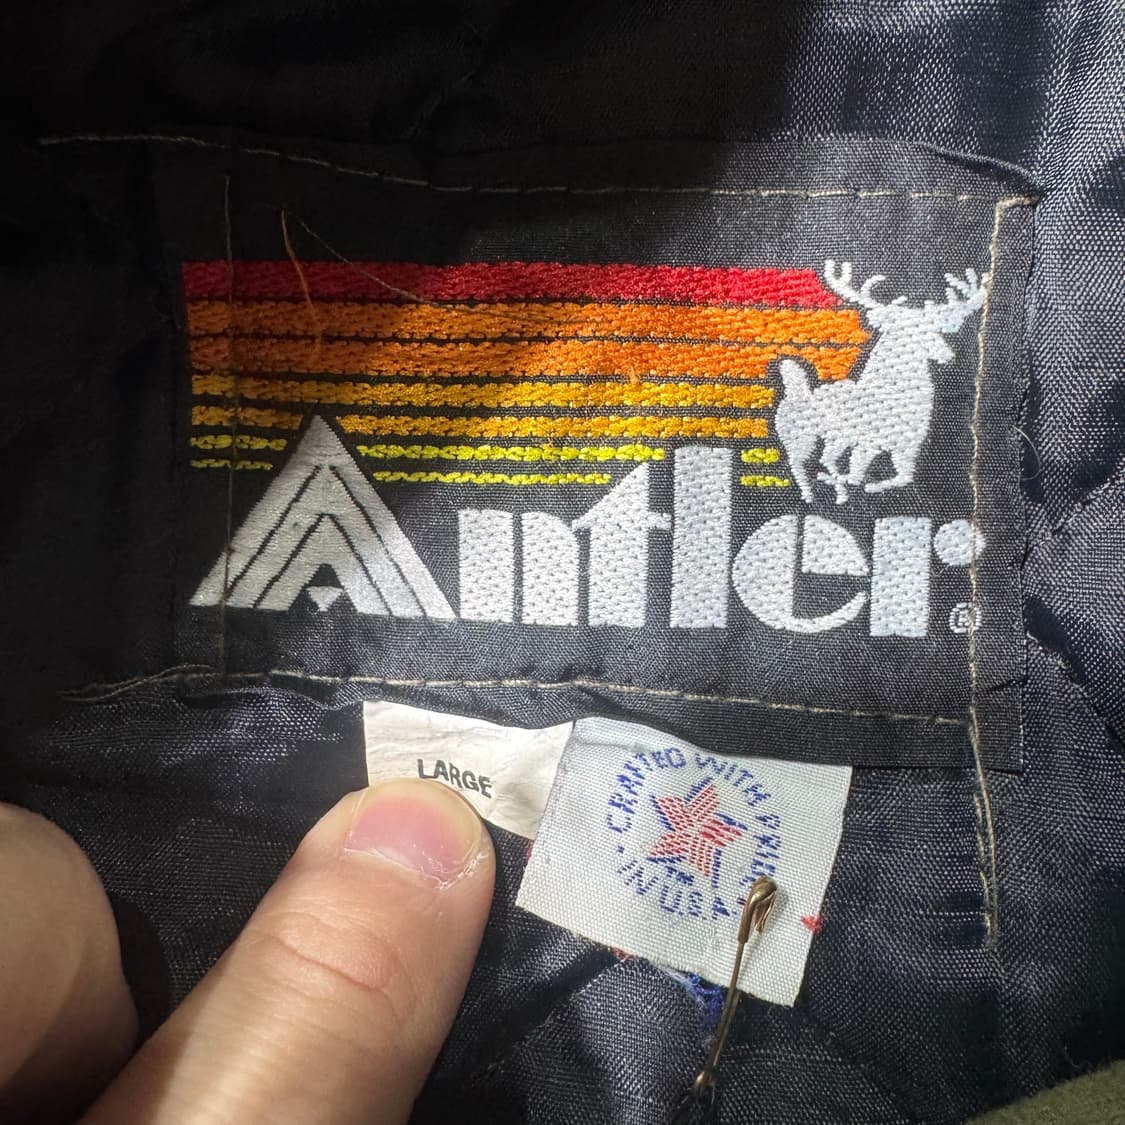 Antler®
LARGE
CRAFTED WITH PRIDE
IN U.S.A.